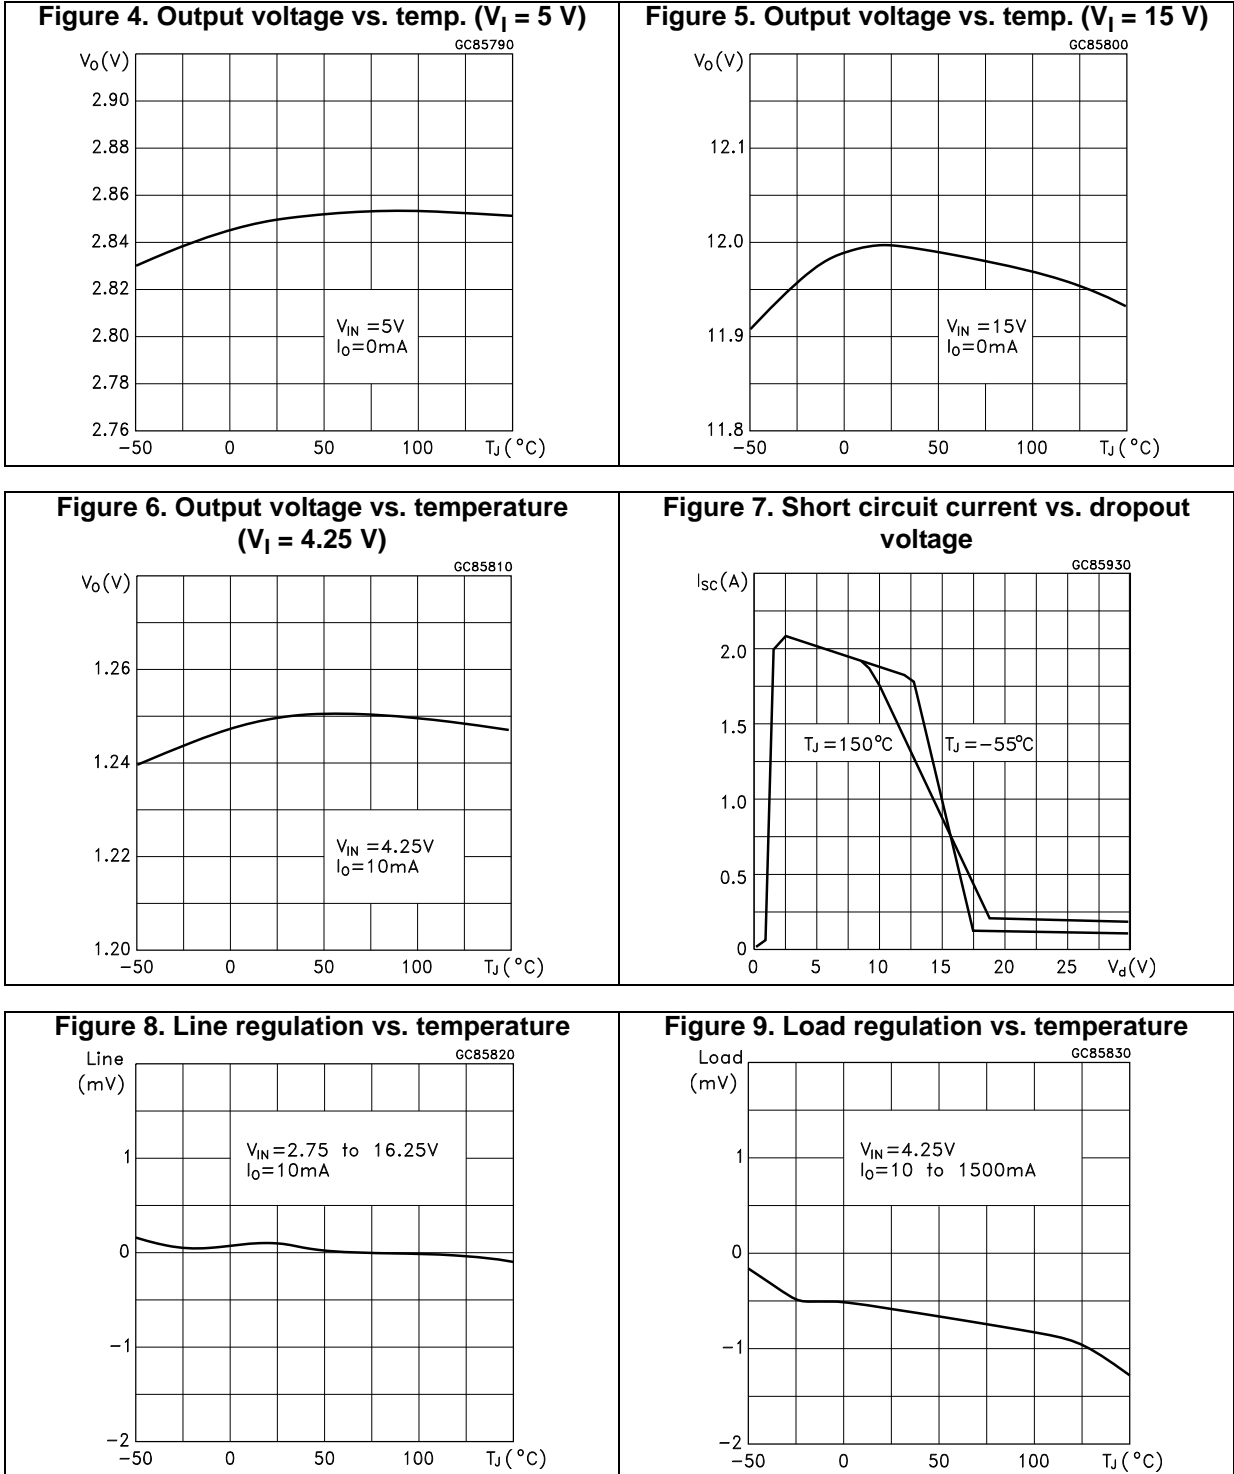 Figure 4. Output voltage vs. temp. (VI = 5 V)
GC85790
VO(V)
2.90
2.88
2.86
2.84
2.82
2.80
2.78
2.76
VIN =5V
IO=0mA
−50 0 50 100 TJ(°C)
Figure 5. Output voltage vs. temp. (VI = 15 V)
GC85800
VO(V)
12.1
12.0
11.9
11.8
VIN =15V
IO=0mA
−50 0 50 100 TJ(°C)
Figure 6. Output voltage vs. temperature
(VI = 4.25 V)
GC85810
VO(V)
1.26
1.24
1.22
1.20
VIN =4.25V
IO=10mA
−50 0 50 100 TJ(°C)
Figure 7. Short circuit current vs. dropout
voltage
GC85930
ISC(A)
2.0
1.5
1.0
0.5
0
TJ=150°C TJ=−55°C
0 5 10 15 20 25 Vd(V)
Figure 8. Line regulation vs. temperature
GC85820
Line
(mV)
1
0
−1
−2
VIN=2.75 to 16.25V
IO=10mA
−50 0 50 100 TJ(°C)
Figure 9. Load regulation vs. temperature
GC85830
Load
(mV)
1
0
−1
−2
VIN=4.25V
IO=10 to 1500mA
−50 0 50 100 TJ(°C)